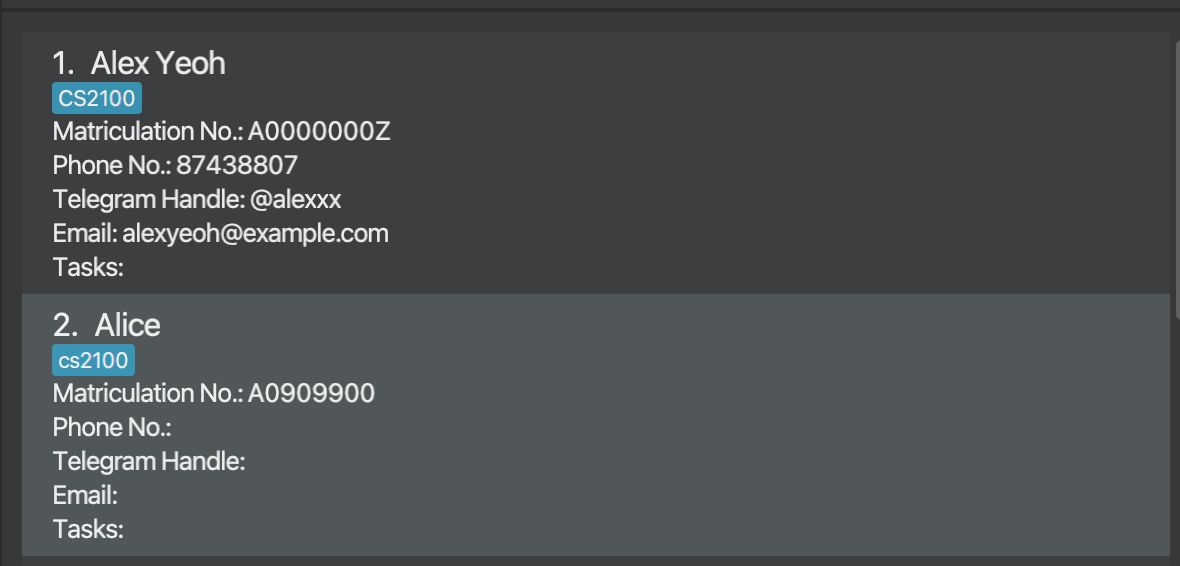 1. Alex Yeoh
CS2100
Matriculation No.: A0000000Z
Phone No.: 87438807
Telegram Handle: @alexxx
Email: alexyeoh@example.com
Tasks:
2. Alice
cs2100
Matriculation No.: A0909900
Phone No.:
Telegram Handle:
Email:
Tasks: